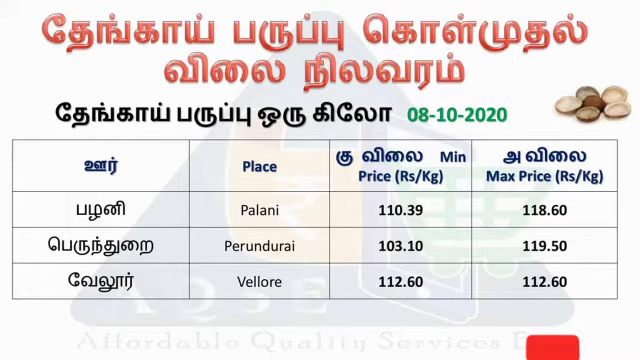 தேங்காய் பருப்பு கொள்முதல்
விலை நிலவரம்
தேங்காய் பருப்பு ஒரு கிலோ 08-10-2020
ஊர் Place கு விலை Min Price (Rs/Kg) அ விலை Max Price (Rs/Kg)
பழனி Palani 110.39 118.60
பெருந்துறை Perundurai 103.10 119.50
வேலூர் Vellore 112.60 112.60
AQSE
Affordable Quality Services